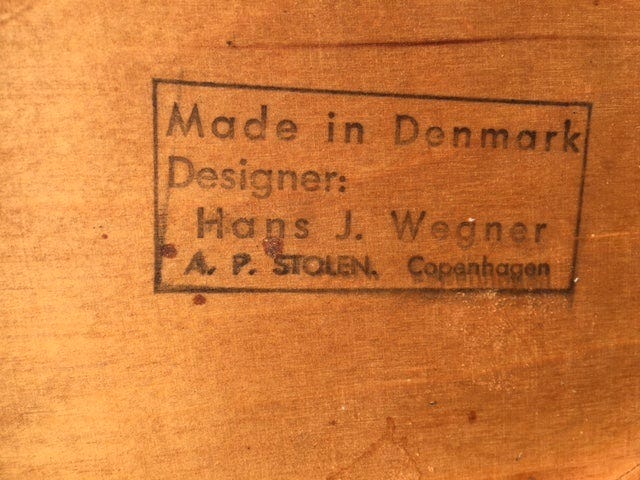 Made in Denmark
Designer:
Hans J. Wegner
A. P. STOLEN. Copenhagen